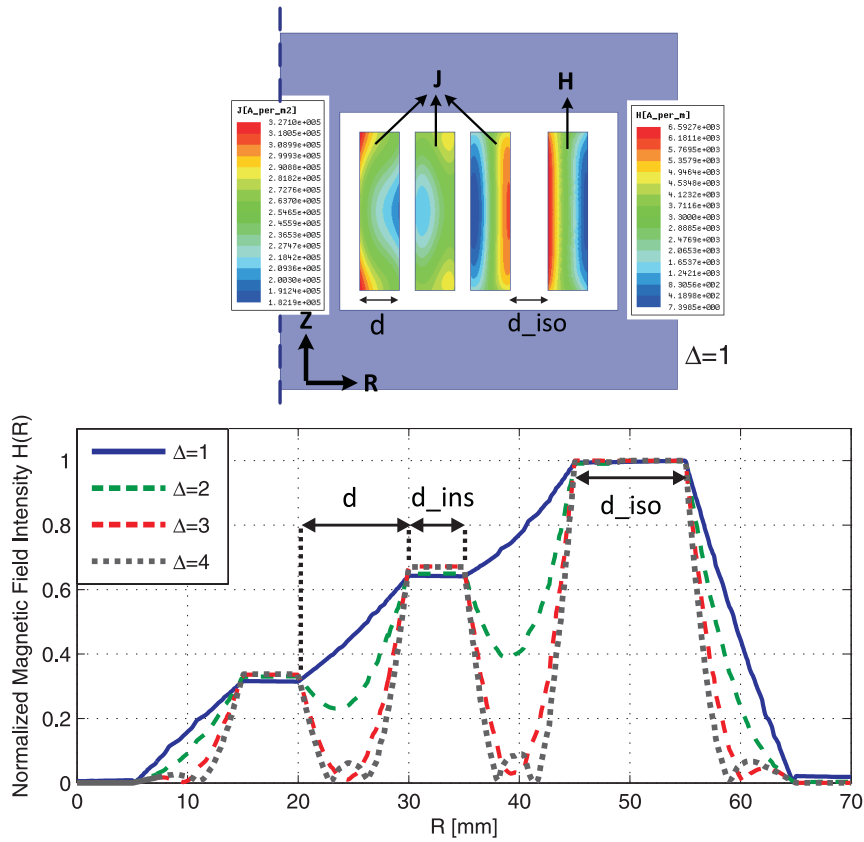 J
H
J[A_per_m2]
3.2710e+005
3.1805e+005
3.0899e+005
2.9993e+005
2.9088e+005
2.8182e+005
2.7276e+005
2.6370e+005
2.5465e+005
2.4559e+005
2.3653e+005
2.2747e+005
2.1842e+005
2.0936e+005
2.0030e+005
1.9124e+005
1.8219e+005
H[A_per_m]
6.5927e+003
6.1811e+003
5.7695e+003
5.3579e+003
4.9464e+003
4.5348e+003
4.1232e+003
3.7116e+003
3.3000e+003
2.8885e+003
2.4769e+003
2.0653e+003
1.6537e+003
1.2421e+003
8.3056e+002
4.1898e+002
7.3985e+000
d
d_iso
Z
R
Δ=1
Normalized Magnetic Field Intensity H(R)
1
0.8
0.6
0.4
0.2
0
Δ=1
Δ=2
Δ=3
Δ=4
d
d_ins
d_iso
0
10
20
30
40
50
60
70
R [mm]